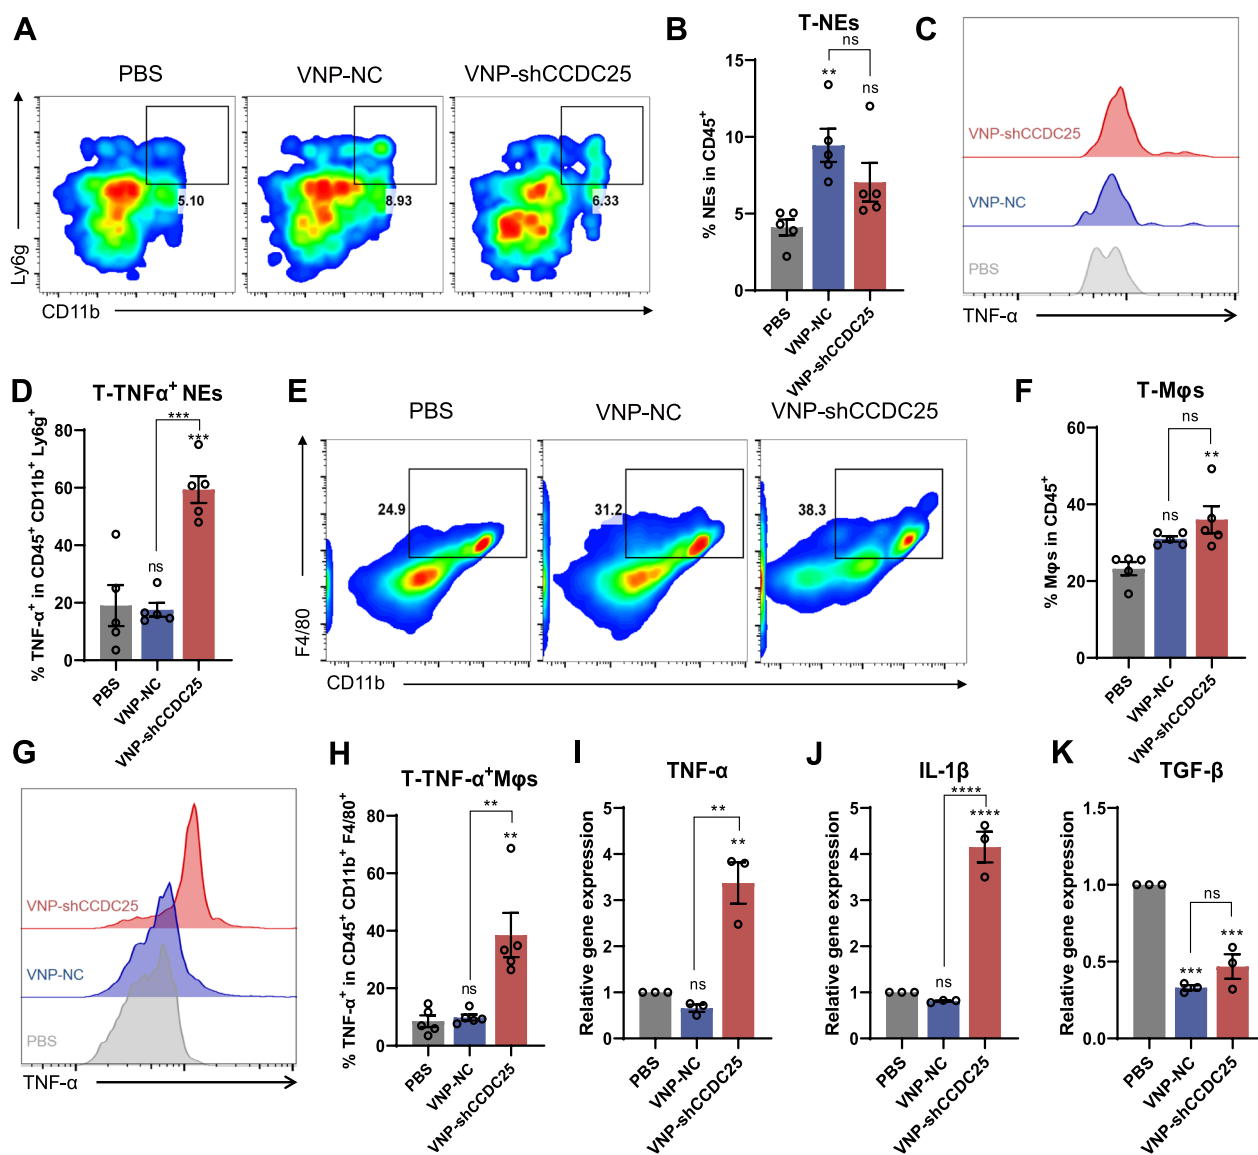 A
PBS
VNP-NC
VNP-shCCDC25
5.10
8.93
6.33
Ly6g
CD11b
B
T-NEs
ns
**
ns
% NEs in CD45+
15
10
5
0
PBS
VNP-NC
VNP-shCCDC25
C
VNP-shCCDC25
VNP-NC
PBS
TNF-α
D
T-TNFα+ NEs
***
***
ns
% TNF-α+ in CD45+ CD11b+ Ly6g+
80
60
40
20
0
PBS
VNP-NC
VNP-shCCDC25
E
PBS
VNP-NC
VNP-shCCDC25
24.9
31.2
38.3
F4/80
CD11b
F
T-Mφs
ns
**
ns
% Mφs in CD45+
60
40
20
0
PBS
VNP-NC
VNP-shCCDC25
G
VNP-shCCDC25
VNP-NC
PBS
TNF-α
H
T-TNF-α+Mφs
**
**
ns
% TNF-α+ in CD45+ CD11b+ F4/80+
80
60
40
20
0
PBS
VNP-NC
VNP-shCCDC25
I
TNF-α
**
**
ns
Relative gene expression
5
4
3
2
1
0
PBS
VNP-NC
VNP-shCCDC25
J
IL-1β
****
****
ns
Relative gene expression
5
4
3
2
1
0
PBS
VNP-NC
VNP-shCCDC25
K
TGF-β
ns
***
***
Relative gene expression
1.5
1.0
0.5
0.0
PBS
VNP-NC
VNP-shCCDC25